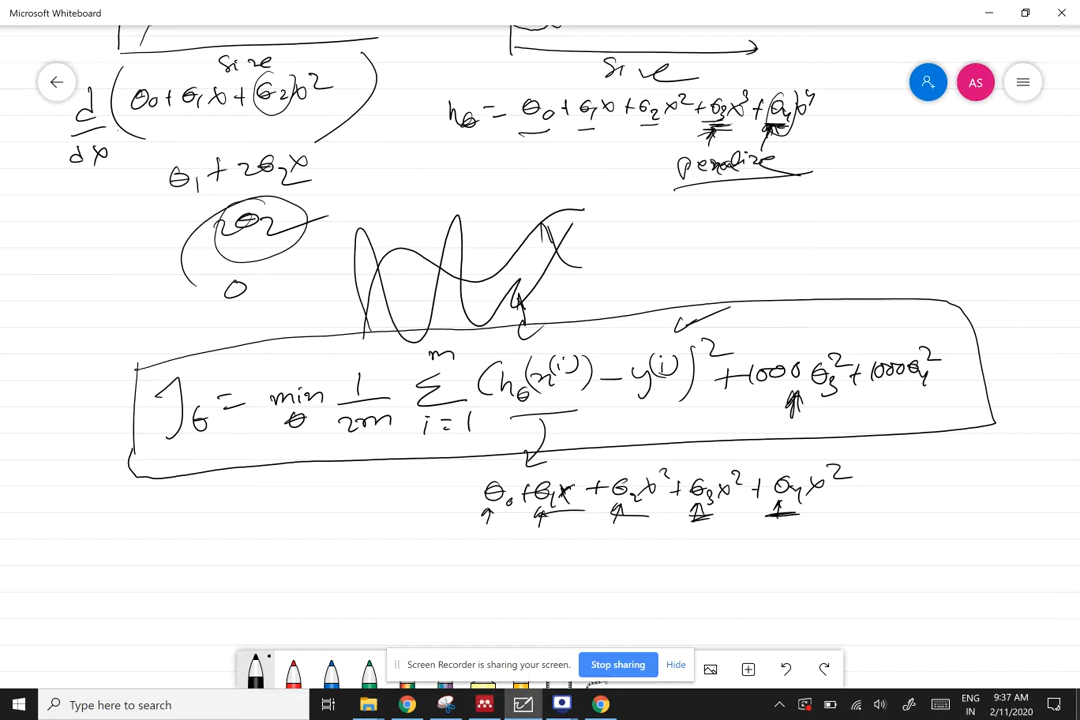 Microsoft Whiteboard
size
size
AS
d/dx (θ0 + θ1x + θ2x²)
hθ = θ0 + θ1x + θ2x² + θ3x³ + θ4x⁴
penalize
θ1 + 2θ2x
2θ2
0
Jθ = min θ 1/2m Σ i=1 m (hθ(x(i)) - y(i))² + 1000 θ3² + 1000θ4²
θ0 + θ1x + θ2x² + θ3x² + θ4x²
Screen Recorder is sharing your screen. Stop sharing Hide
Type here to search
ENG 9:37 AM
IN 2/11/2020